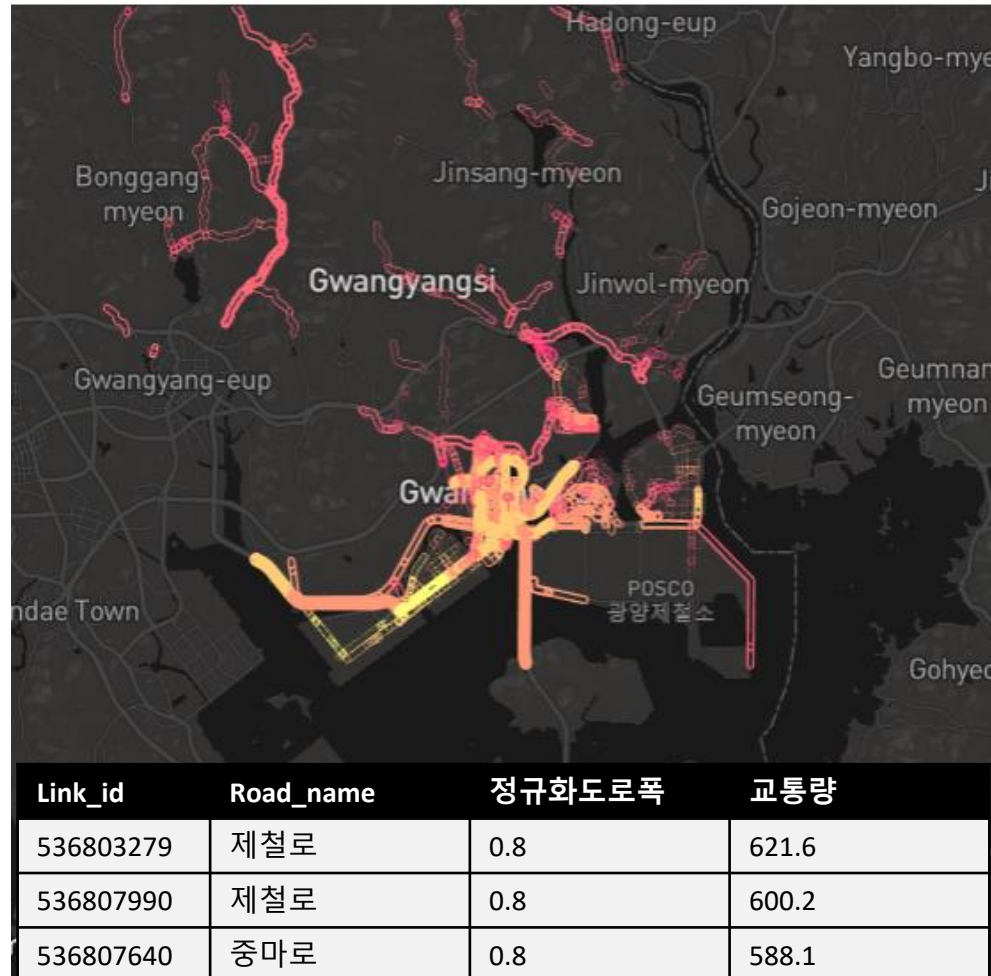 Hadong-eup
Yangbo-mye
Bonggang
myeon
Jinsang-myeon
Ji
Gojeon-myeon
Gwangyangsi
Jinwol-myeon
Gwangyang-eup
Geumnan
myeon
Geumseong-
myeon
Gwa
POSCO
광양제철소
ndae Town
Gohyeo
Link_id Road_name 정규화도로폭 교통량
536803279 제철로 0.8 621.6
536807990 제철로 0.8 600.2
536807640 중마로 0.8 588.1